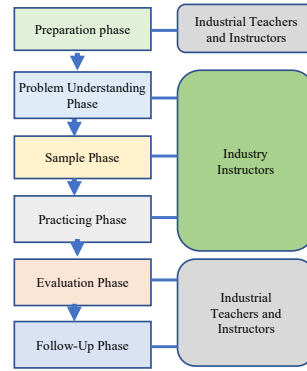 Preparation phase
Industrial Teachers
and Instructors
Problem Understanding
Phase
Sample Phase
Industry
Instructors
Practicing Phase
Evaluation Phase
Industrial
Teachers and
Instructors
Follow-Up Phase